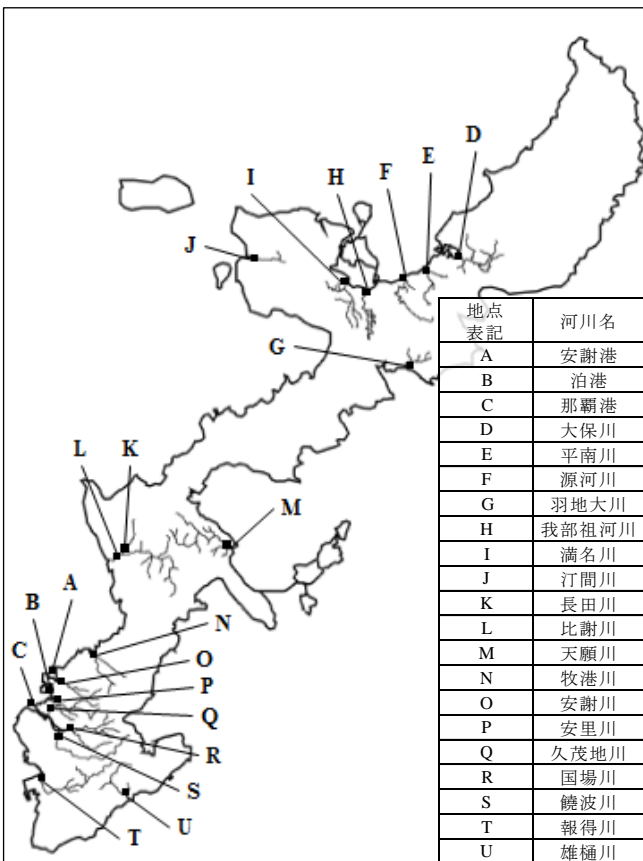 D
E
F
H
I
J
G
L
K
M
A
B
N
C
O
P
Q
R
S
U
T
地点表記 河川名
A 安謝港
B 泊港
C 那覇港
D 大保川
E 平南川
F 源河川
G 羽地大川
H 我部祖河川
I 満名川
J 汀間川
K 長田川
L 比謝川
M 天願川
N 牧港川
O 安謝川
P 安里川
Q 久茂地川
R 国場川
S 饒波川
T 報得川
U 雄樋川